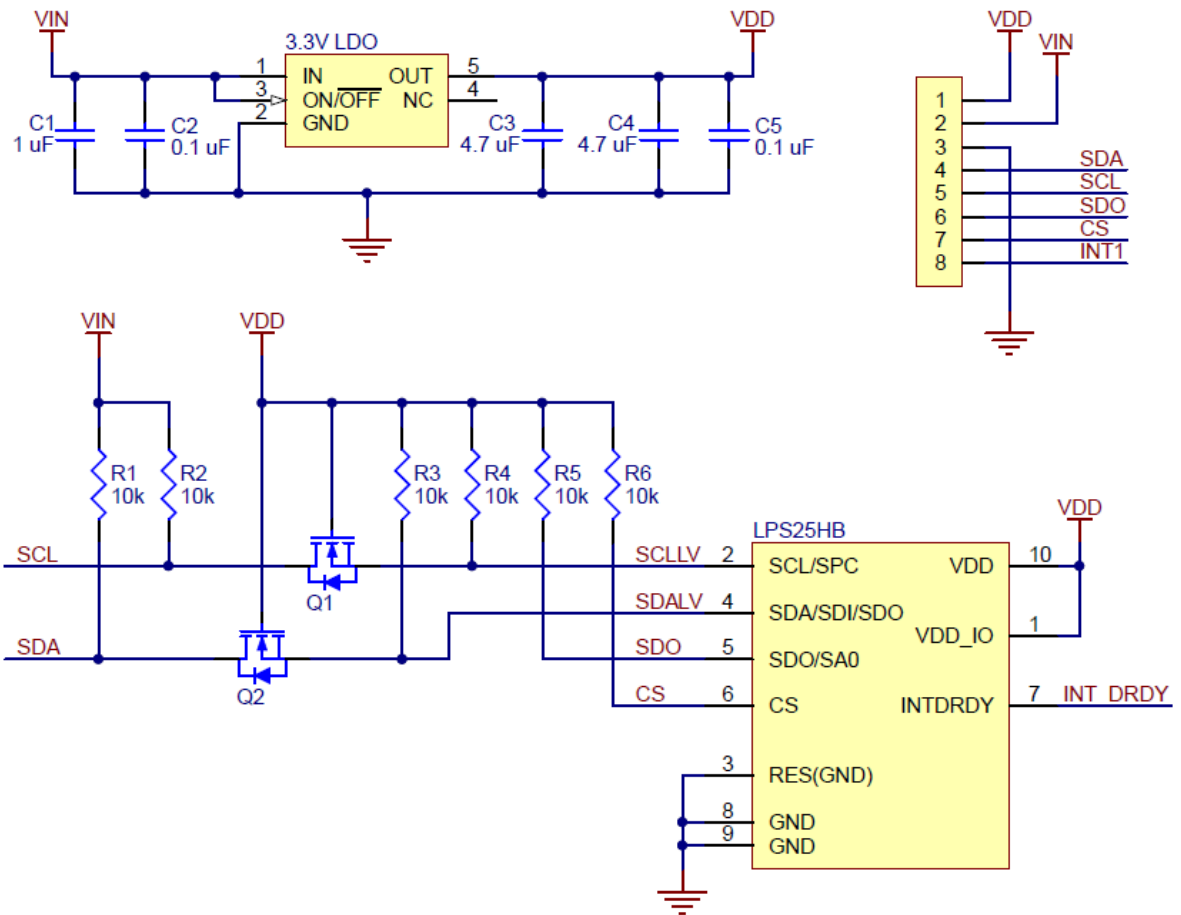 VIN
3.3V LDO
VDD
1 IN OUT 5
3 ON/OFF NC 4
2 GND
C1
1 uF
C2
0.1 uF
C3
4.7 uF
C4
4.7 uF
C5
0.1 uF
VDD
VIN
1
2
3
4 SDA
5 SCL
6 SDO
7 CS
8 INT1
VIN
VDD
R1
10k
R2
10k
R3
10k
R4
10k
R5
10k
R6
10k
SCL
Q1
SDA
Q2
LPS25HB
VDD
SCLLV 2 SCL/SPC VDD 10
SDALV 4 SDA/SDI/SDO
VDD_IO 1
SDO 5 SDO/SA0
CS 6 CS INTDRDY 7 INT_DRDY
3 RES(GND)
8 GND
9 GND